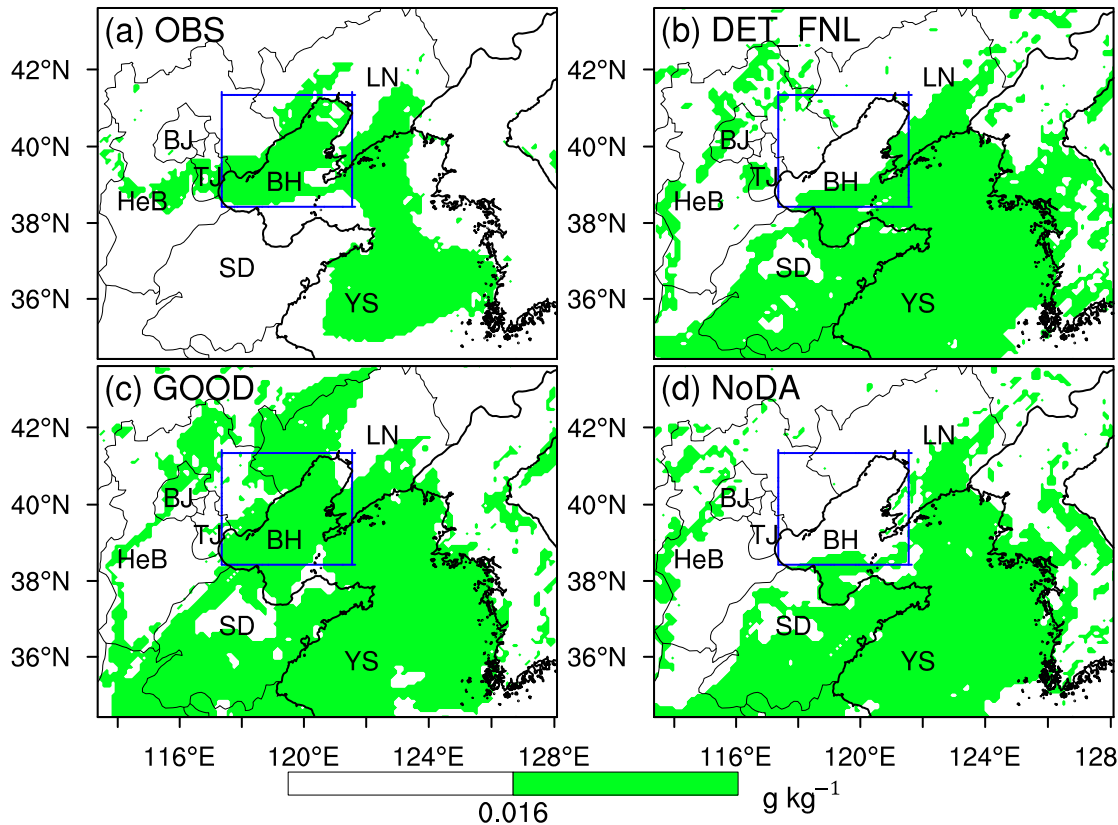 (a) OBS
(b) DET_FNL
42°N
LN
LN
42°N
40°N
BJ
BJ
40°N
TJ
BH
TJ
BH
HeB
HeB
38°N
38°N
SD
SD
36°N
YS
YS
36°N
(c) GOOD
(d) NoDA
42°N
LN
LN
42°N
40°N
BJ
BJ
40°N
TJ
BH
TJ
BH
HeB
HeB
38°N
38°N
SD
SD
36°N
YS
YS
36°N
116°E 120°E 124°E 128°E
116°E 120°E 124°E 128
0.016
g kg⁻¹